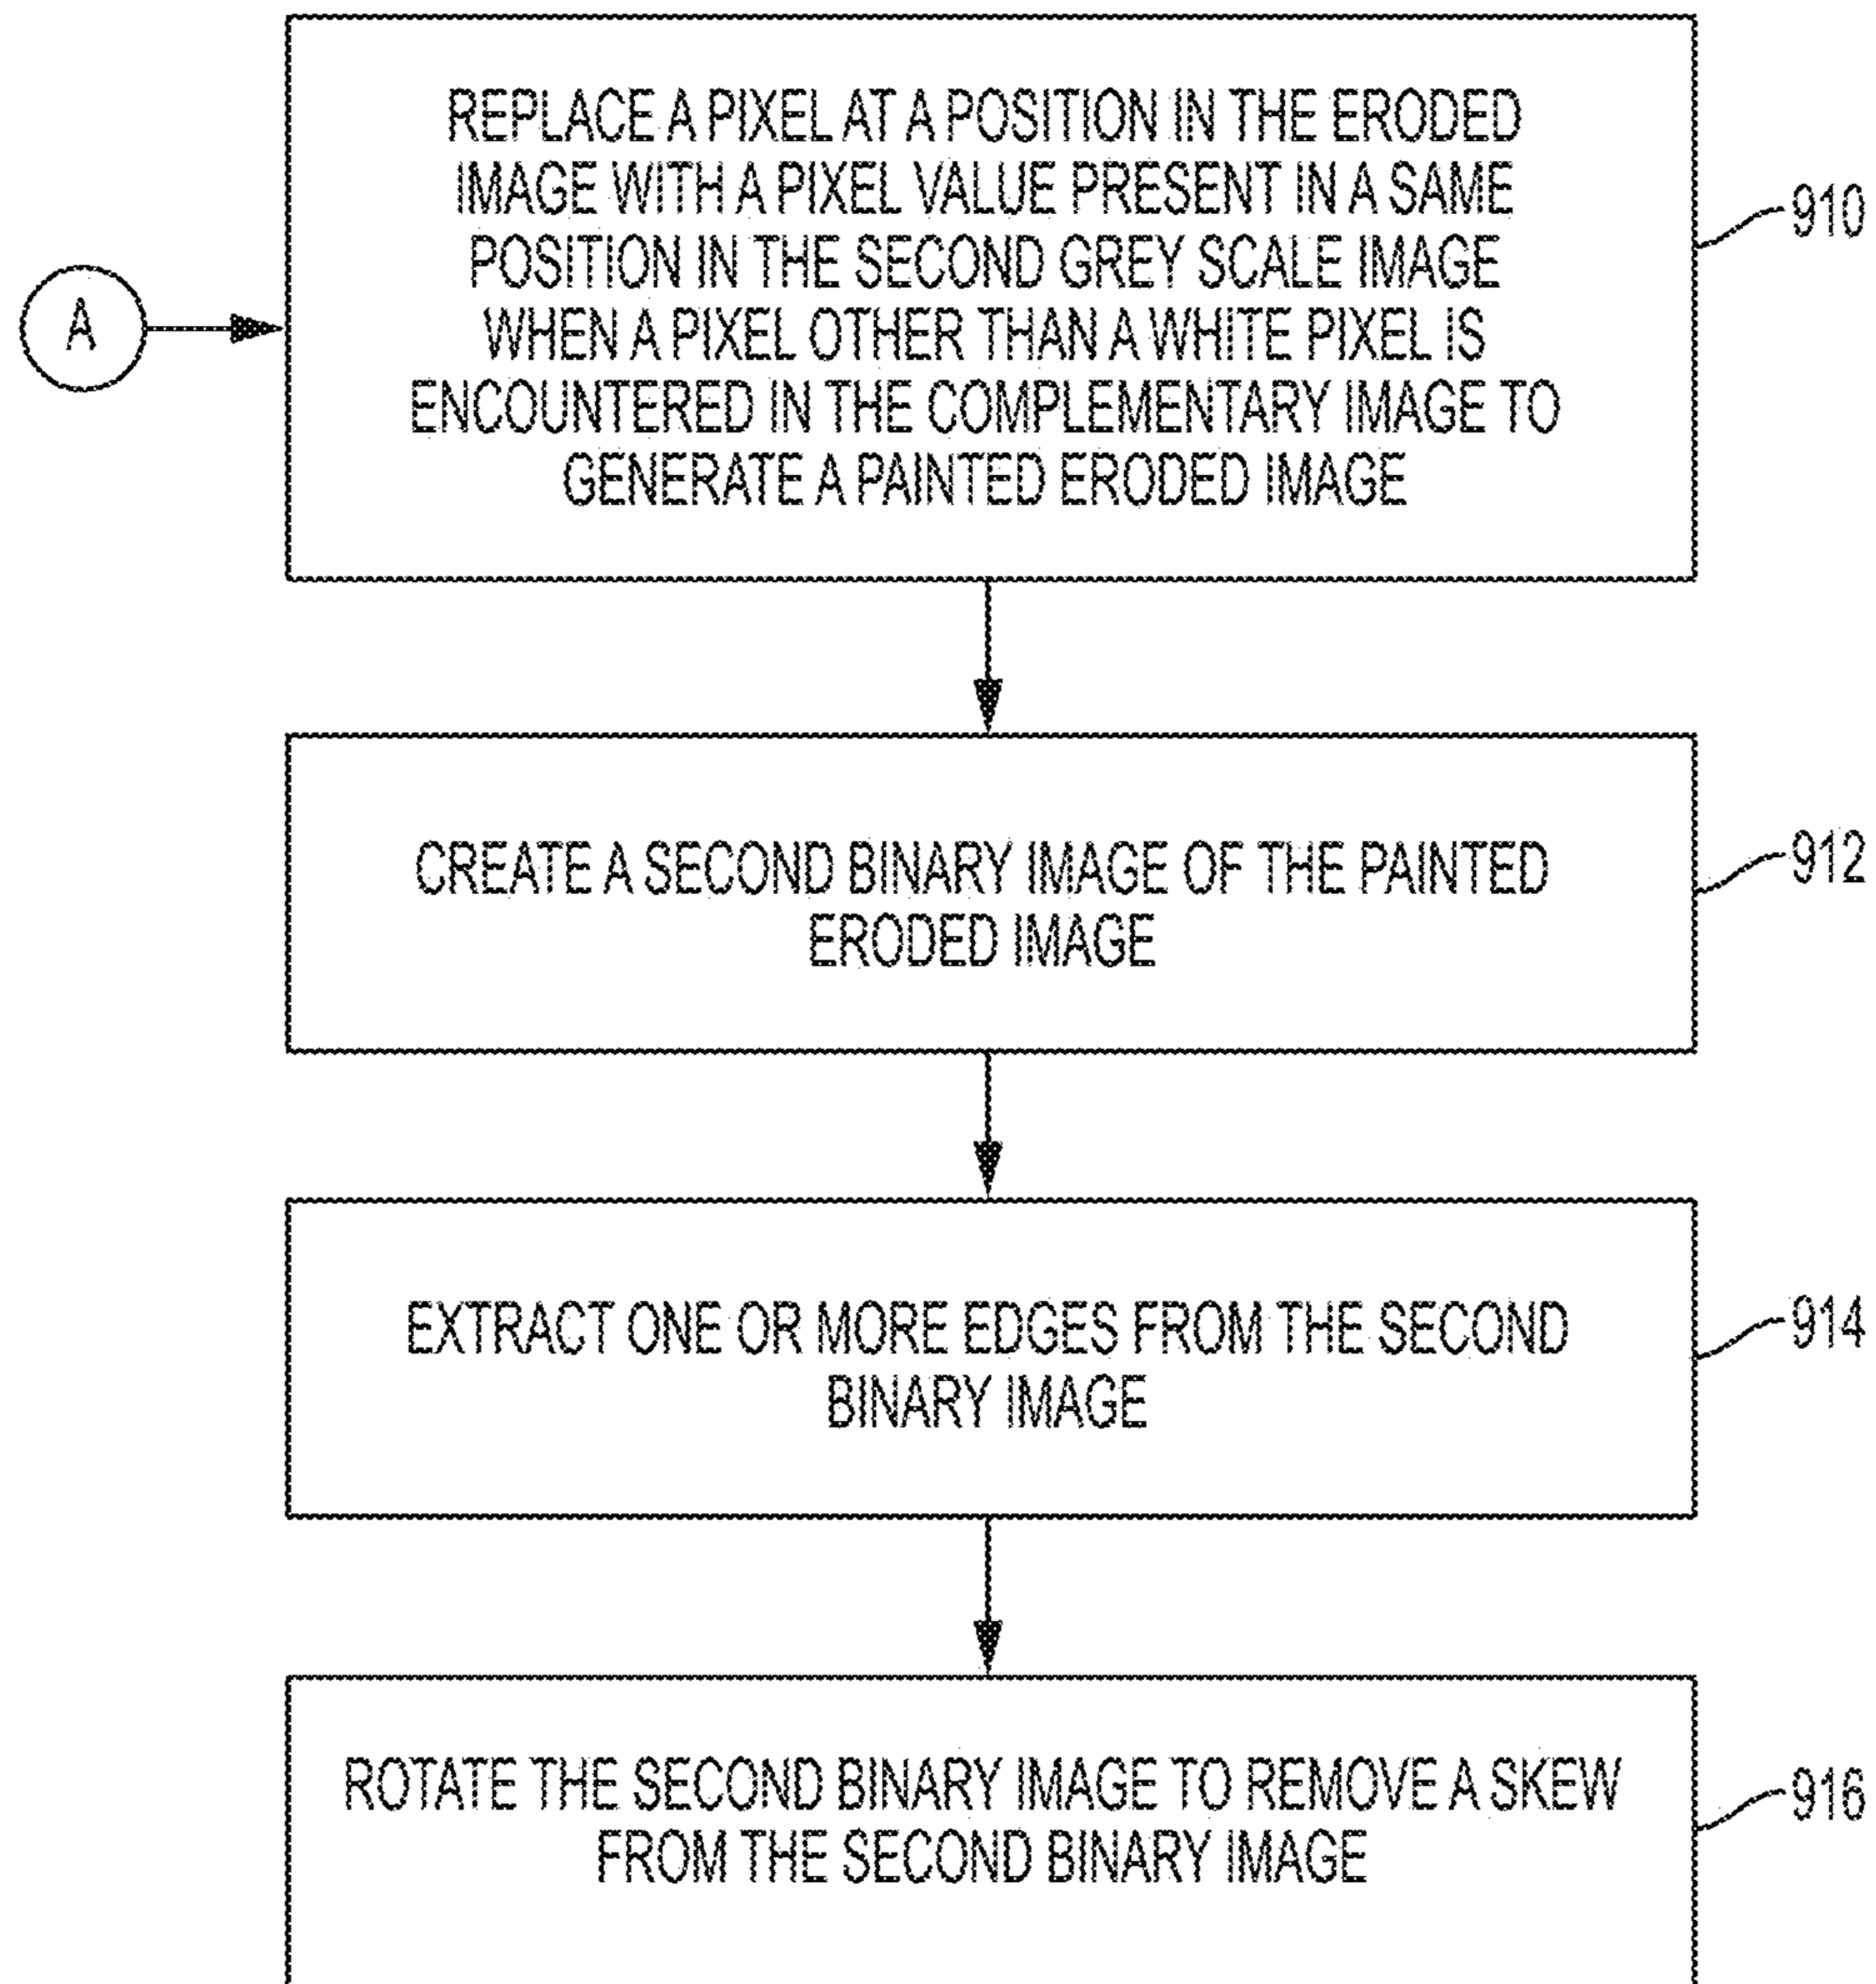 REPLACE A PIXEL AT A POSITION IN THE ERODED
IMAGE WITH A PIXEL VALUE PRESENT IN A SAME
POSITION IN THE SECOND GREY SCALE IMAGE
WHEN A PIXEL OTHER THAN A WHITE PIXEL IS
ENCOUNTERED IN THE COMPLEMENTARY IMAGE TO
GENERATE A PAINTED ERODED IMAGE
910
A
CREATE A SECOND BINARY IMAGE OF THE PAINTED
ERODED IMAGE
912
EXTRACT ONE OR MORE EDGES FROM THE SECOND
BINARY IMAGE
914
ROTATE THE SECOND BINARY IMAGE TO REMOVE A SKEW
FROM THE SECOND BINARY IMAGE
916